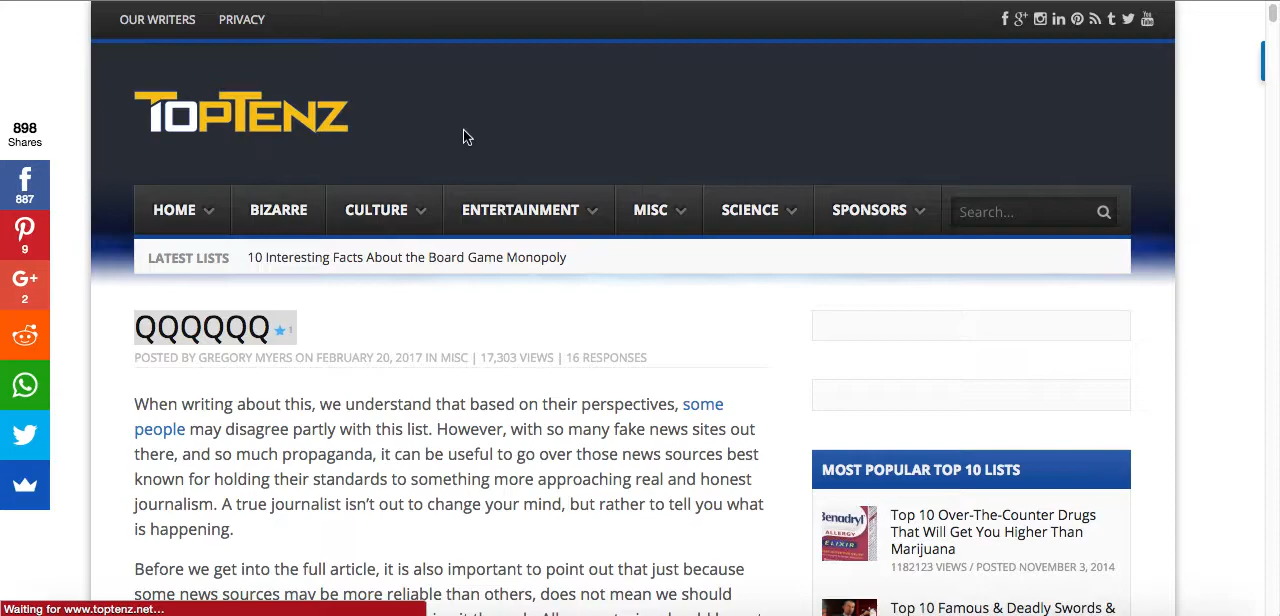 OUR WRITERS PRIVACY
898
Shares
887
9
2
TOPTENZ
HOME BIZARRE CULTURE ENTERTAINMENT MISC SCIENCE SPONSORS Search...
LATEST LISTS 10 Interesting Facts About the Board Game Monopoly
QQQQQQ 1
POSTED BY GREGORY MYERS ON FEBRUARY 20, 2017 IN MISC | 17,303 VIEWS | 16 RESPONSES
When writing about this, we understand that based on their perspectives, some
people may disagree partly with this list. However, with so many fake news sites out
there, and so much propaganda, it can be useful to go over those news sources best
known for holding their standards to something more approaching real and honest
journalism. A true journalist isn’t out to change your mind, but rather to tell you what
is happening.
Before we get into the full article, it is also important to point out that just because
some news sources may be more reliable than others, does not mean we should
MOST POPULAR TOP 10 LISTS
Benadryl
ALLERGY
ELIXIR
Top 10 Over-The-Counter Drugs
That Will Get You Higher Than
Marijuana
1182123 VIEWS / POSTED NOVEMBER 3, 2014
Top 10 Famous & Deadly Swords &
Waiting for www.toptenz.net...